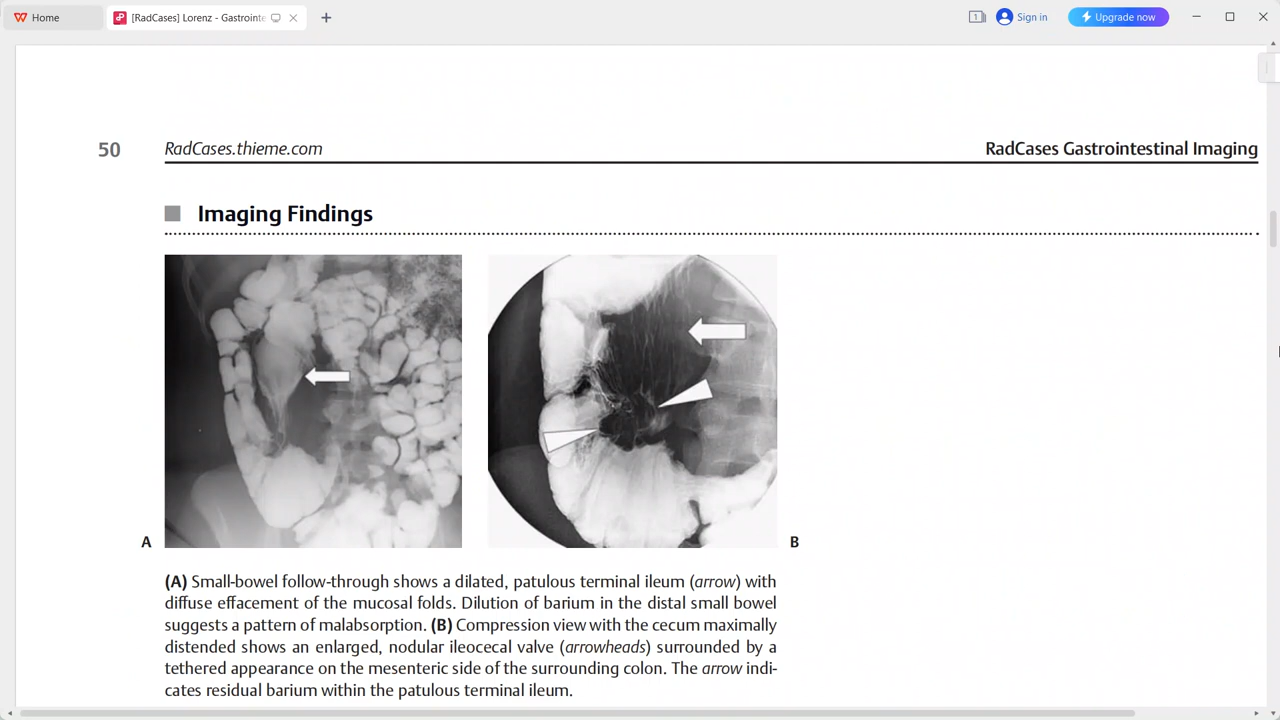 Home
[RadCases] Lorenz - Gastrointe
1
Sign in
Upgrade now
50
RadCases.thieme.com
RadCases Gastrointestinal Imaging
Imaging Findings
A
B
(A) Small-bowel follow-through shows a dilated, patulous terminal ileum (arrow) with
diffuse effacement of the mucosal folds. Dilution of barium in the distal small bowel
suggests a pattern of malabsorption. (B) Compression view with the cecum maximally
distended shows an enlarged, nodular ileocecal valve (arrowheads) surrounded by a
tethered appearance on the mesenteric side of the surrounding colon. The arrow indi-
cates residual barium within the patulous terminal ileum.